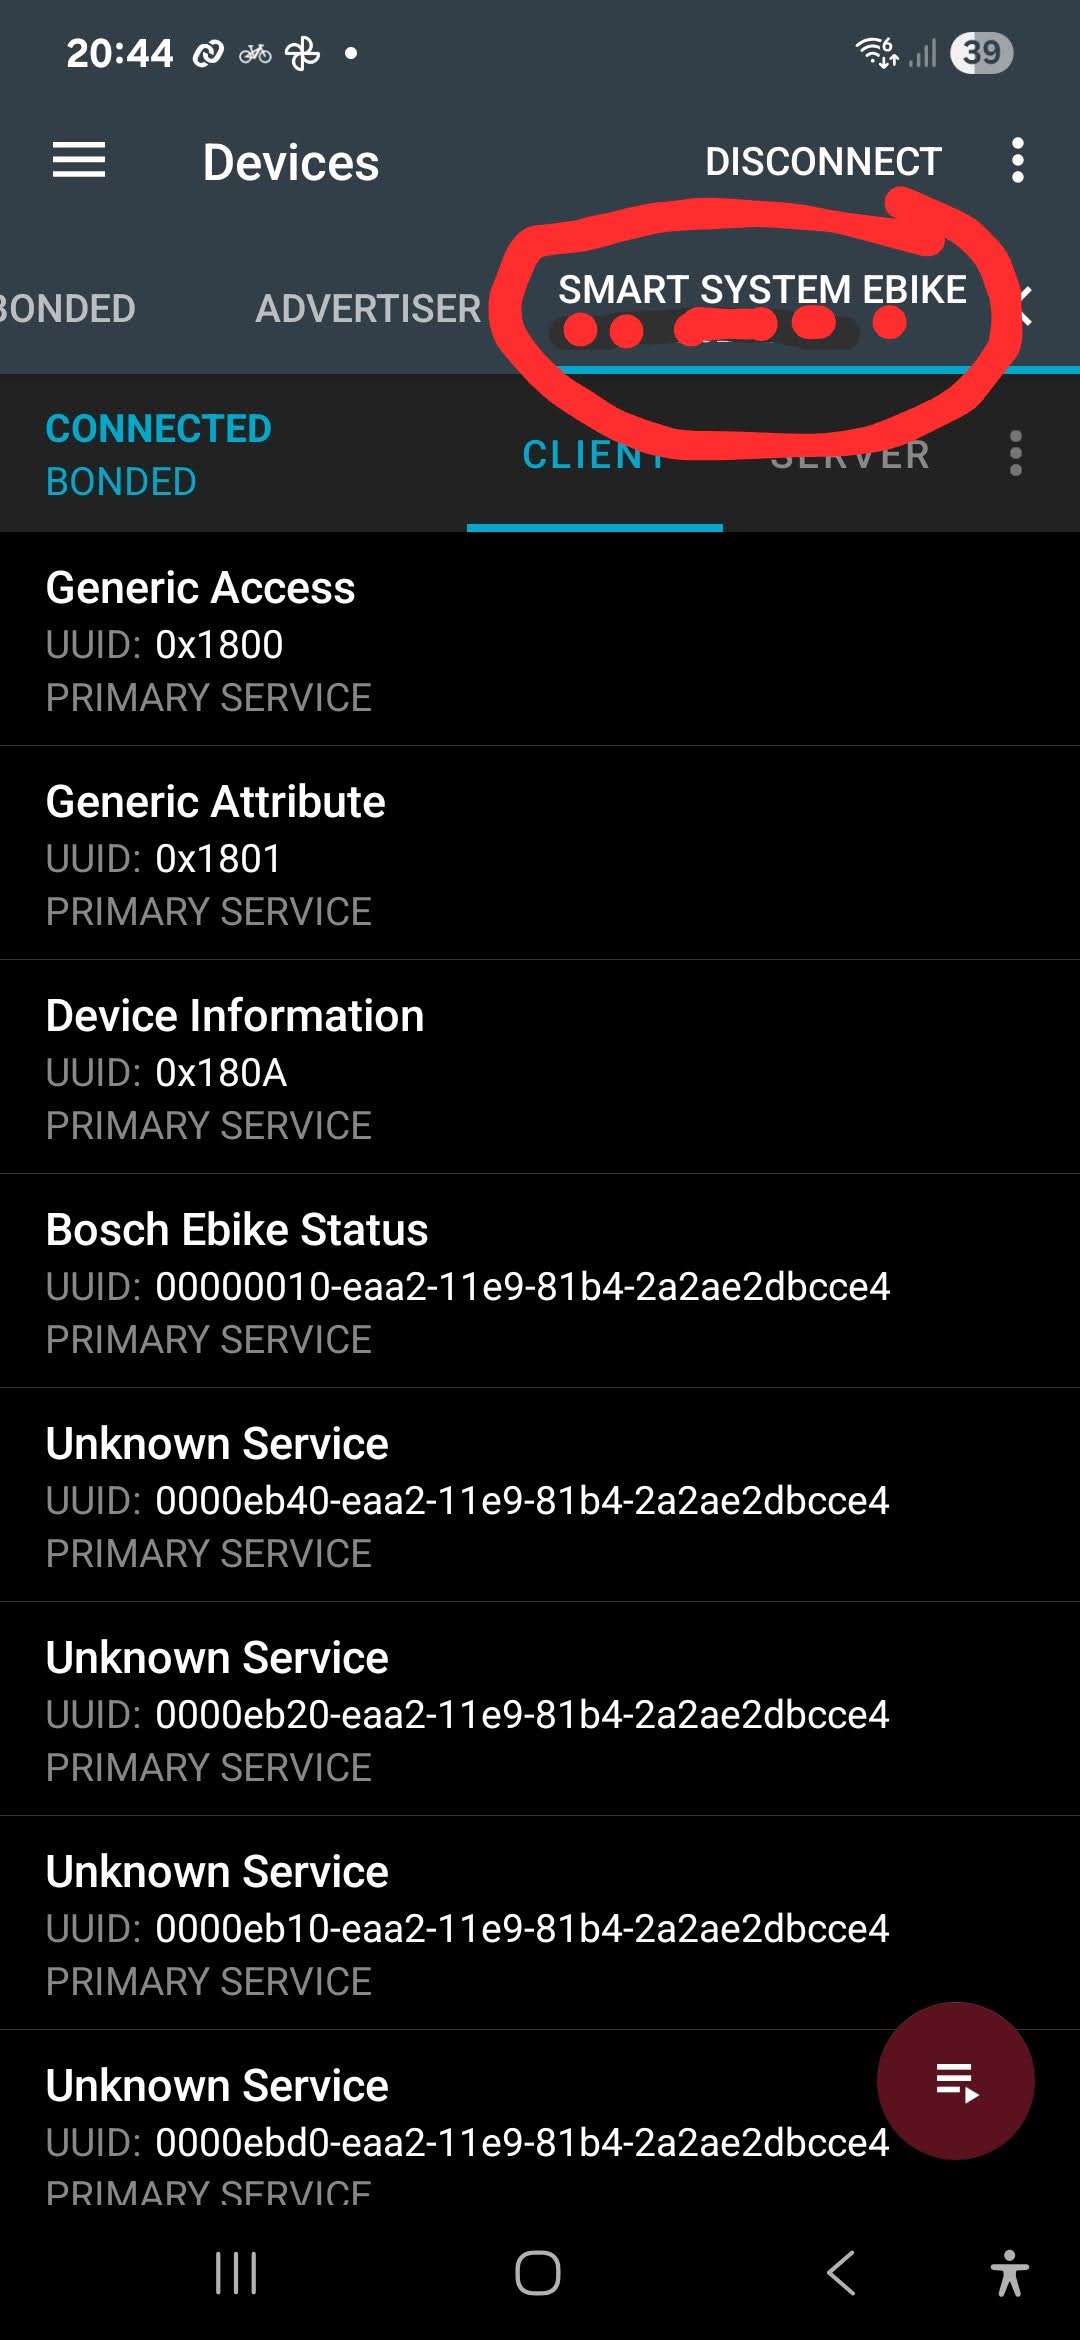 20:44
39
Devices
DISCONNECT
BONDED
ADVERTISER
SMART SYSTEM EBIKE
CONNECTED
BONDED
CLIENT
SERVER
Generic Access
UUID: 0x1800
PRIMARY SERVICE
Generic Attribute
UUID: 0x1801
PRIMARY SERVICE
Device Information
UUID: 0x180A
PRIMARY SERVICE
Bosch Ebike Status
UUID: 00000010-eaa2-11e9-81b4-2a2ae2dbcce4
PRIMARY SERVICE
Unknown Service
UUID: 0000eb40-eaa2-11e9-81b4-2a2ae2dbcce4
PRIMARY SERVICE
Unknown Service
UUID: 0000eb20-eaa2-11e9-81b4-2a2ae2dbcce4
PRIMARY SERVICE
Unknown Service
UUID: 0000eb10-eaa2-11e9-81b4-2a2ae2dbcce4
PRIMARY SERVICE
Unknown Service
UUID: 0000ebd0-eaa2-11e9-81b4-2a2ae2dbcce4
PRIMARY SERVICE